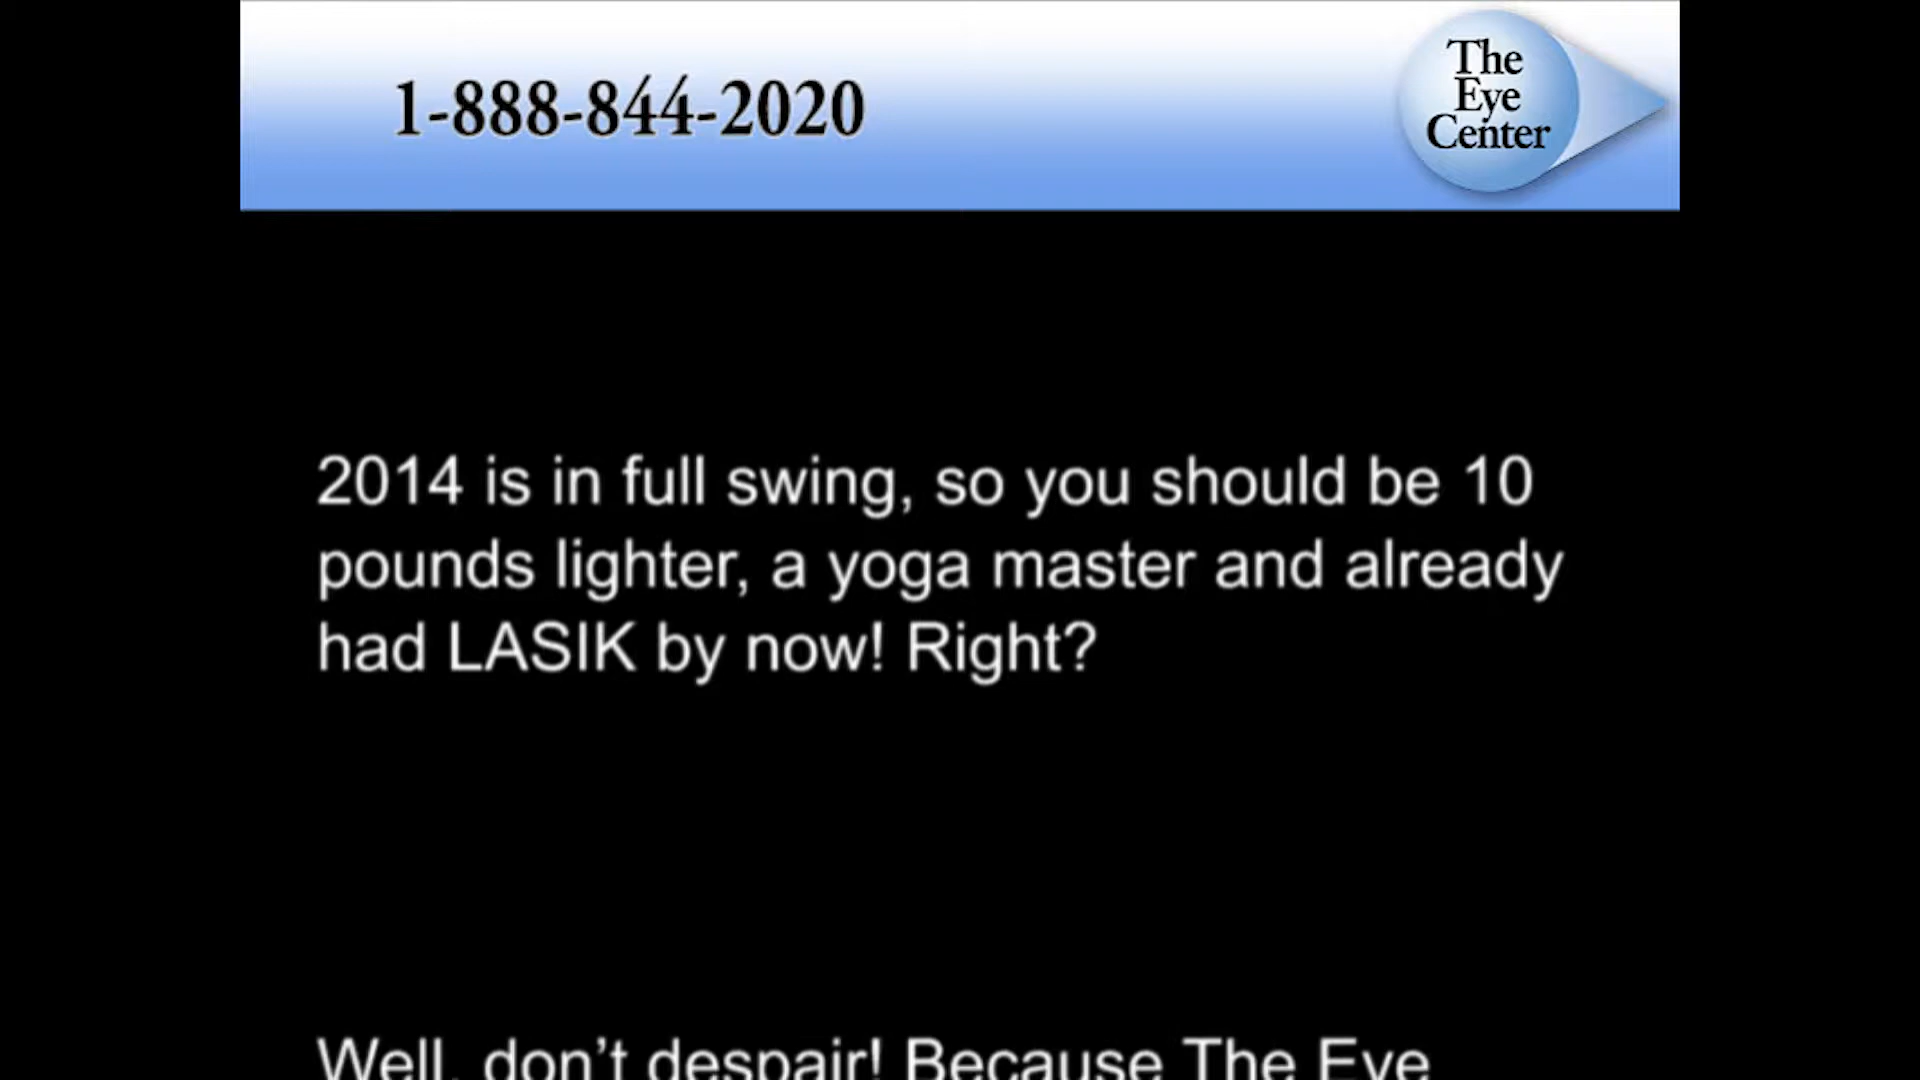 1-888-844-2020
The
Eye
Center
2014 is in full swing, so you should be 10
pounds lighter, a yoga master and already
had LASIK by now! Right?
Well, don’t despair! Because The Eye